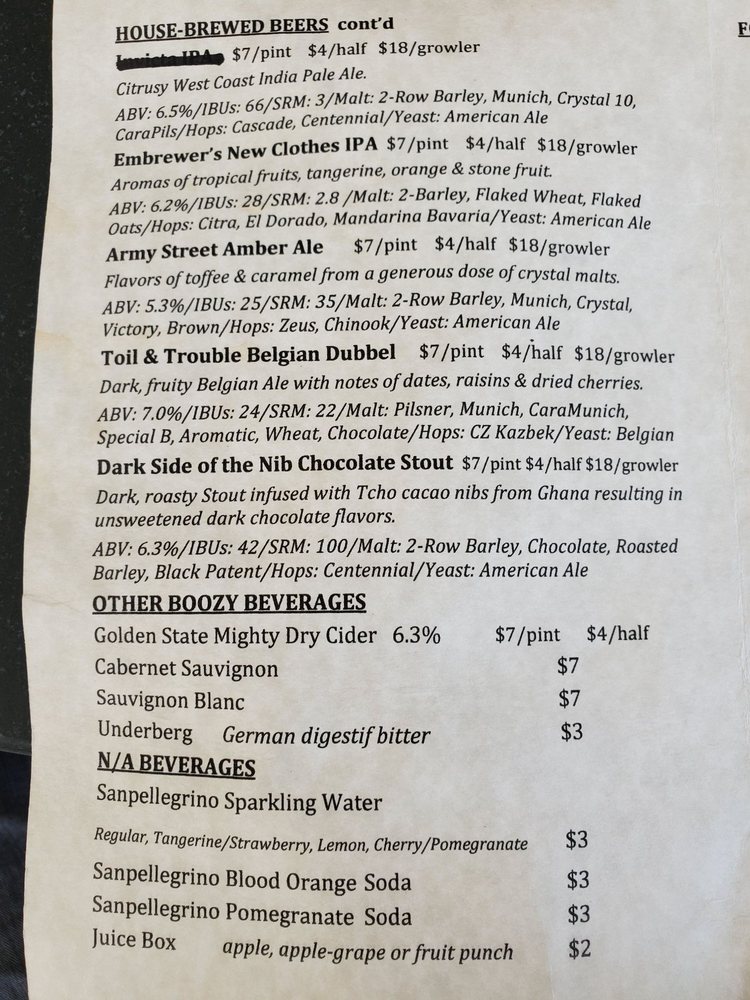 HOUSE-BREWED BEERS cont'd
$7/pint $4/half $18/growler
Citrusy West Coast India Pale Ale.
ABV: 6.5%/IBUs: 66/SRM: 3/Malt: 2-Row Barley, Munich, Crystal 10,
CaraPils/Hops: Cascade, Centennial/Yeast: American Ale
Embrewer's New Clothes IPA $7/pint $4/half $18/growler
Aromas of tropical fruits, tangerine, orange & stone fruit.
ABV: 6.2%/IBUs: 28/SRM: 2.8 /Malt: 2-Barley, Flaked Wheat, Flaked
Oats/Hops: Citra, El Dorado, Mandarina Bavaria/Yeast: American Ale
Army Street Amber Ale $7/pint $4/half $18/growler
Flavors of toffee & caramel from a generous dose of crystal malts.
ABV: 5.3%/IBUs: 25/SRM: 35/Malt: 2-Row Barley, Munich, Crystal,
Victory, Brown/Hops: Zeus, Chinook/Yeast: American Ale
Toil & Trouble Belgian Dubbel $7/pint $4/half $18/growler
Dark, fruity Belgian Ale with notes of dates, raisins & dried cherries.
ABV: 7.0%/IBUs: 24/SRM: 22/Malt: Pilsner, Munich, CaraMunich,
Special B, Aromatic, Wheat, Chocolate/Hops: CZ Kazbek/Yeast: Belgian
Dark Side of the Nib Chocolate Stout $7/pint $4/half $18/growler
Dark, roasty Stout infused with Tcho cacao nibs from Ghana resulting in
unsweetened dark chocolate flavors.
ABV: 6.3%/IBUs: 42/SRM: 100/Malt: 2-Row Barley, Chocolate, Roasted
Barley, Black Patent/Hops: Centennial/Yeast: American Ale
OTHER BOOZY BEVERAGES
Golden State Mighty Dry Cider 6.3% $7/pint $4/half
Cabernet Sauvignon $7
Sauvignon Blanc $7
Underberg German digestif bitter $3
N/A BEVERAGES
Sanpellegrino Sparkling Water
Regular, Tangerine/Strawberry, Lemon, Cherry/Pomegranate $3
Sanpellegrino Blood Orange Soda $3
Sanpellegrino Pomegranate Soda $3
Juice Box apple, apple-grape or fruit punch $2